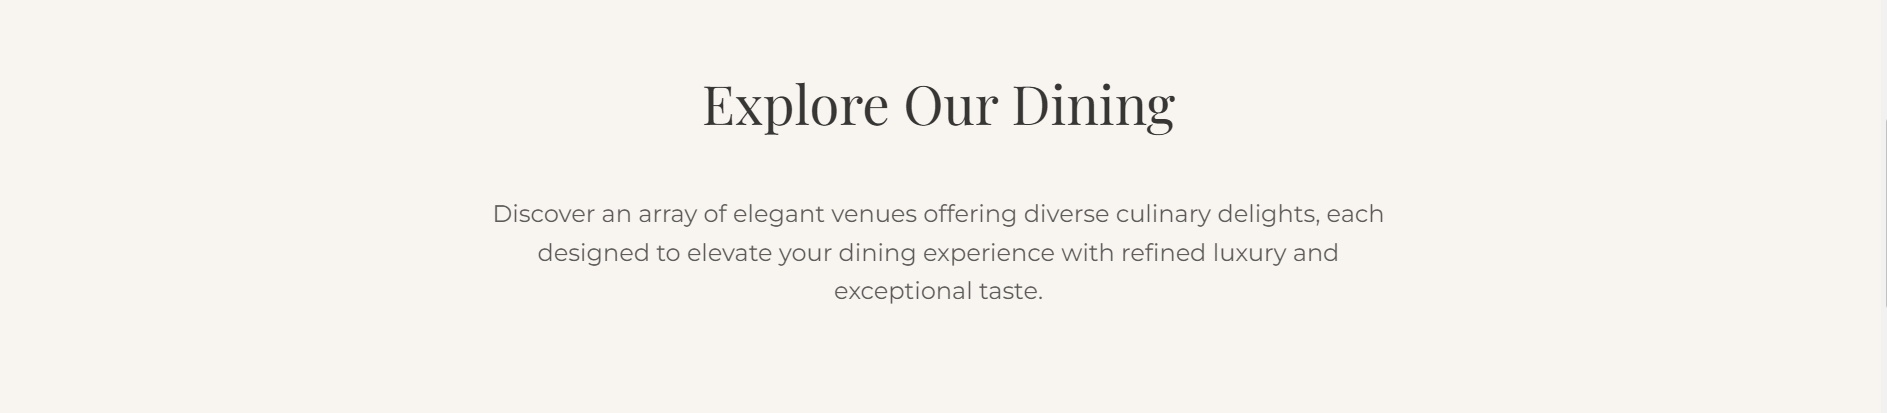 Explore Our Dining
Discover an array of elegant venues offering diverse culinary delights, each
designed to elevate your dining experience with refined luxury and
exceptional taste.